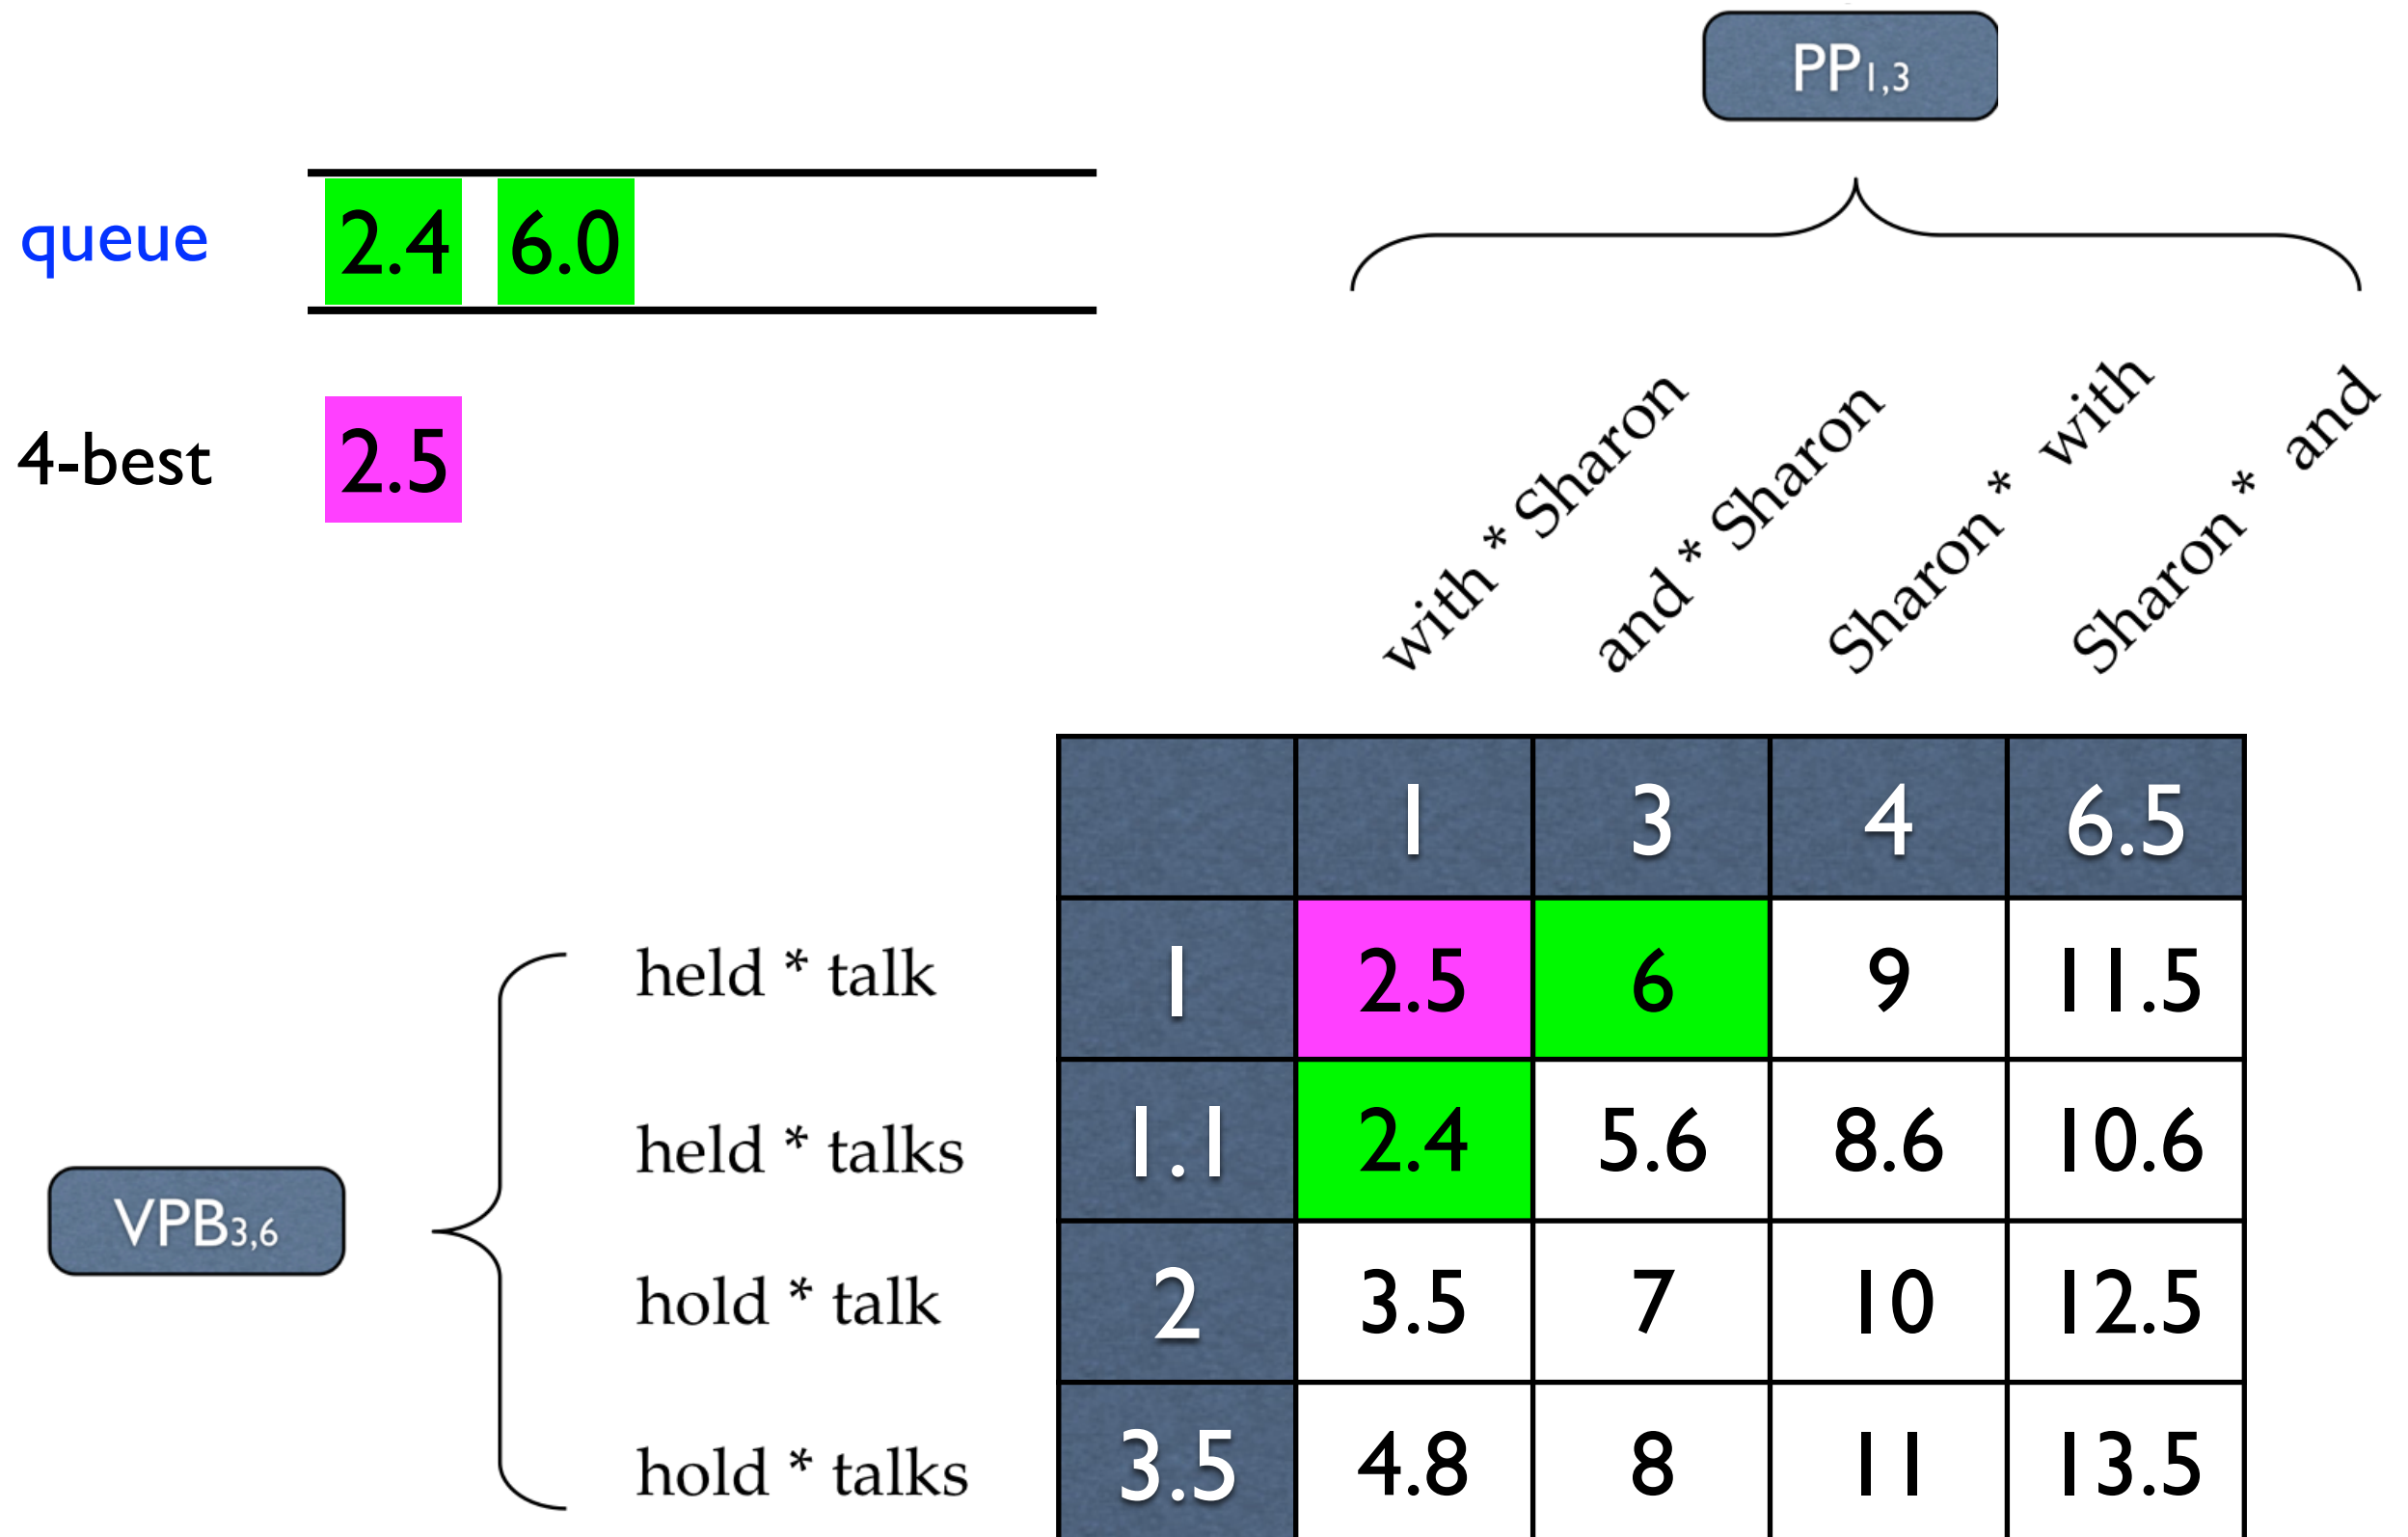 PP1,3
queue 2.4 6.0
4-best 2.5
with * Sharon
and * Sharon
Sharon * with
Sharon * and
1 3 4 6.5
held * talk 1 2.5 6 9 11.5
held * talks 1.1 2.4 5.6 8.6 10.6
VPB3,6
hold * talk 2 3.5 7 10 12.5
hold * talks 3.5 4.8 8 11 13.5